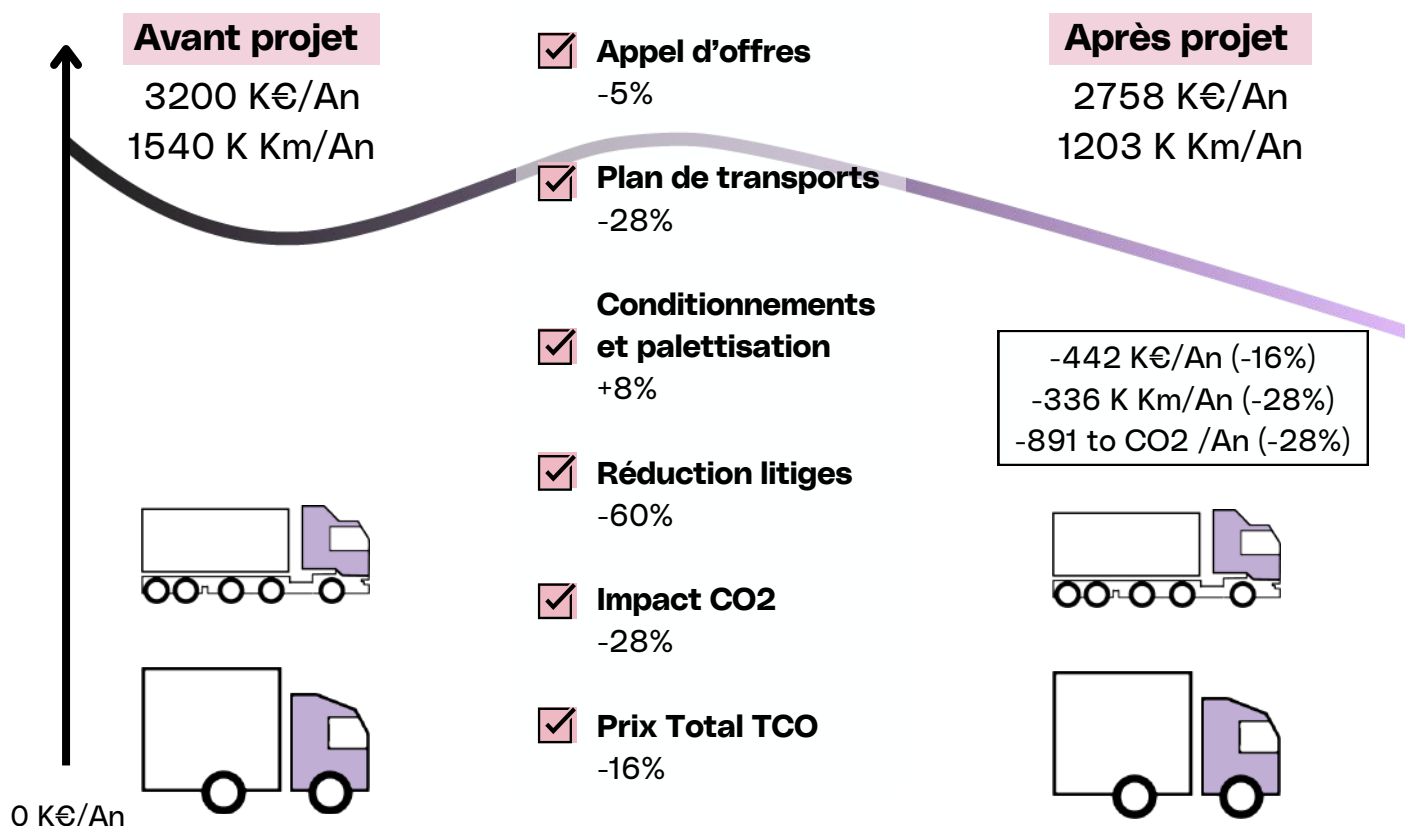 Avant projet
3200 K€/An
1540 K Km/An
0 K€/An
Appel d’offres
-5%
Plan de transports
-28%
Conditionnements
et palettisation
+8%
Réduction litiges
-60%
Impact CO2
-28%
Prix Total TCO
-16%
Après projet
2758 K€/An
1203 K Km/An
-442 K€/An (-16%)
-336 K Km/An (-28%)
-891 to CO2 /An (-28%)